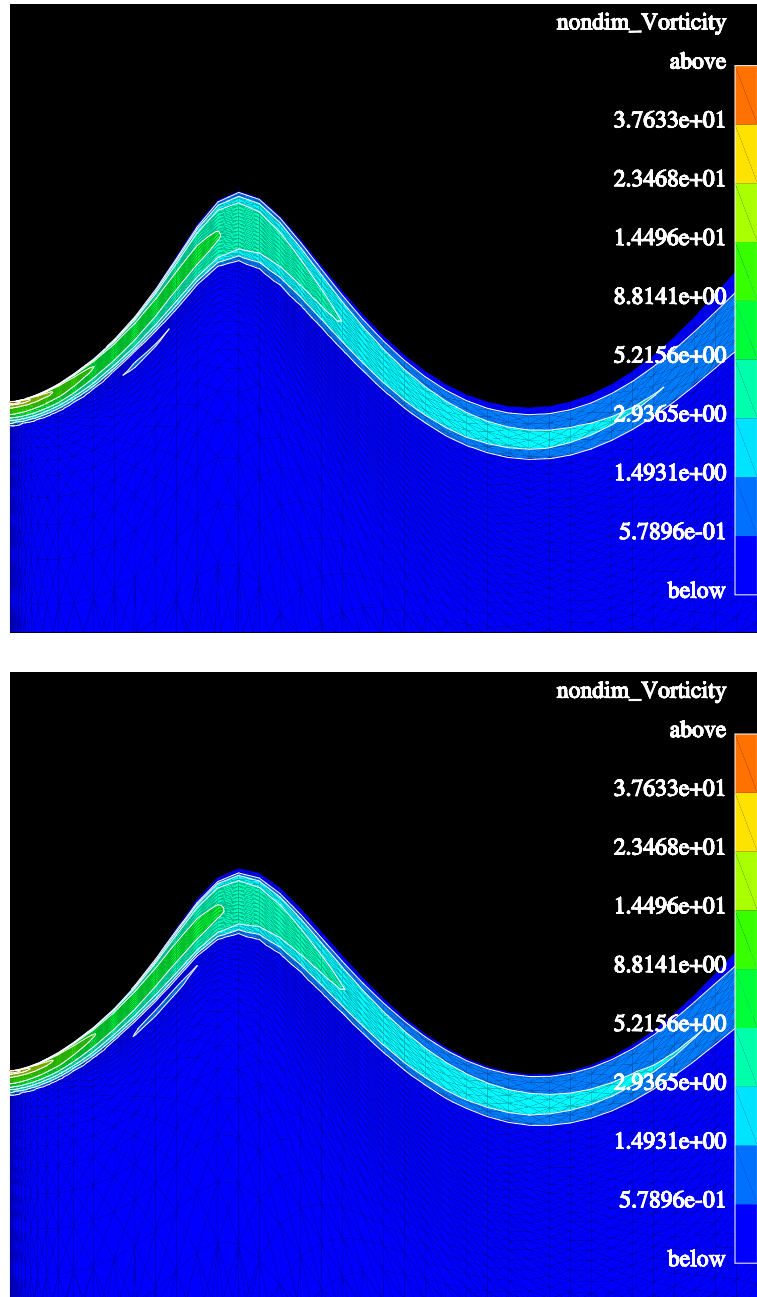 nondim_Vorticity
above
3.7633e+01
2.3468e+01
1.4496e+01
8.8141e+00
5.2156e+00
2.9365e+00
1.4931e+00
5.7896e-01
below
nondim_Vorticity
above
3.7633e+01
2.3468e+01
1.4496e+01
8.8141e+00
5.2156e+00
2.9365e+00
1.4931e+00
5.7896e-01
below